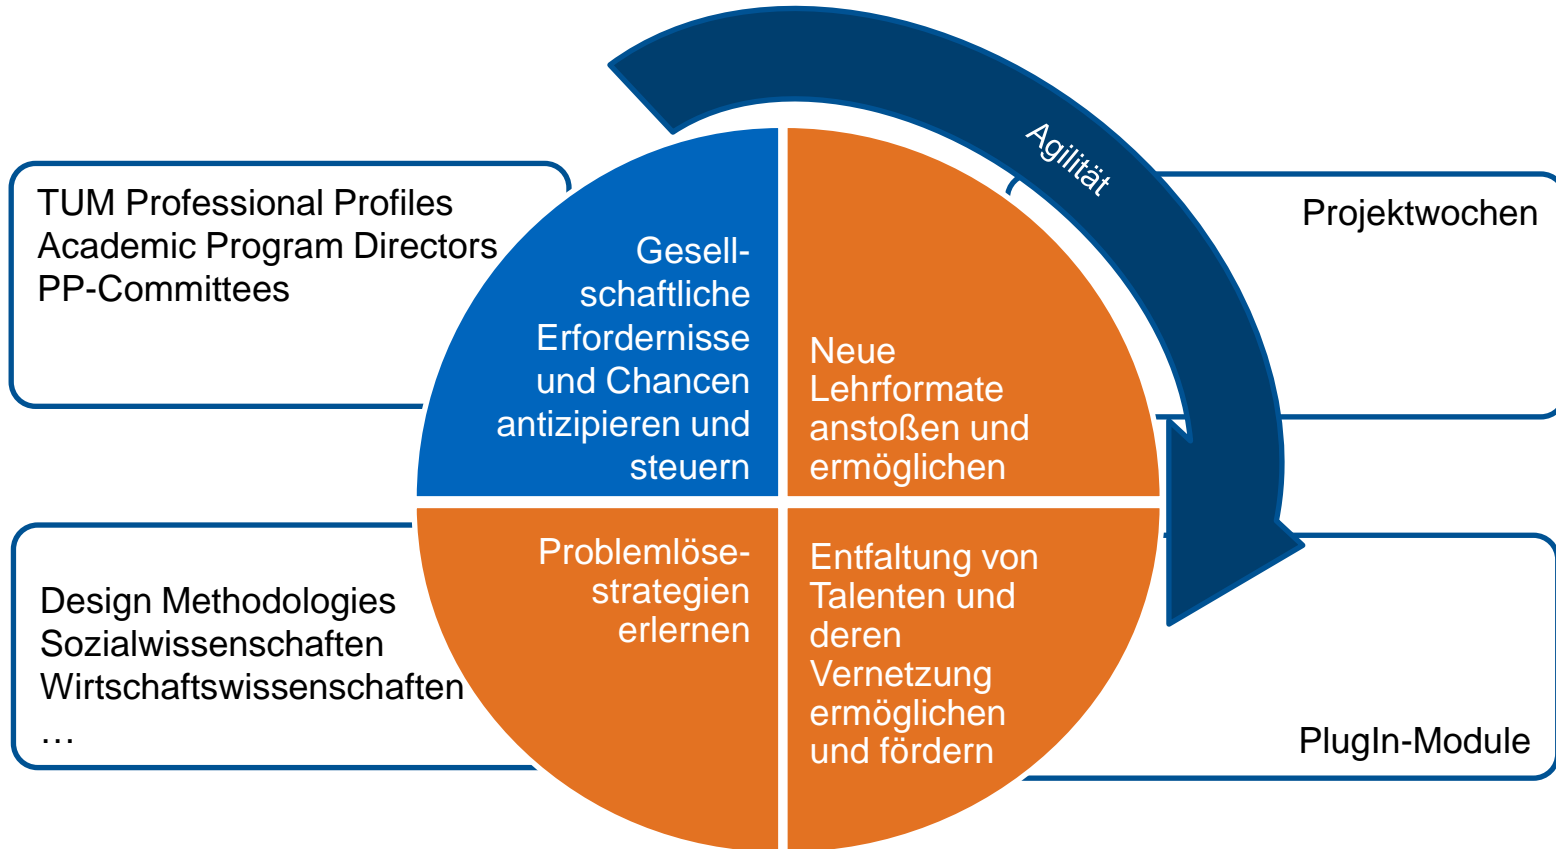 TUM Professional Profiles
Academic Program Directors
PP-Committees
Gesell-
schaftliche
Erfordernisse
und Chancen
antizipieren und
steuern
Agilität
Projektwochen
Neue
Lehrformate
anstoßen und
ermöglichen
Design Methodologies
Sozialwissenschaften
Wirtschaftswissenschaften
…
Problemlöse-
strategien
erlernen
Entfaltung von
Talenten und
deren
Vernetzung
ermöglichen
und fördern
PlugIn-Module